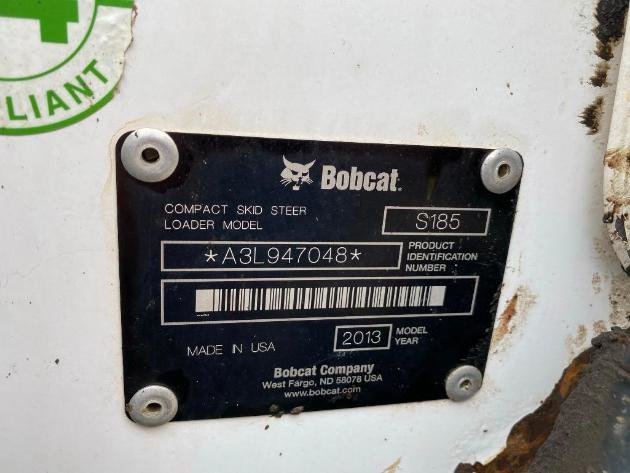 4
LIANT
Bobcat.
COMPACT SKID STEER
LOADER MODEL
S185
*A3L947048*
PRODUCT
IDENTIFICATION
NUMBER
MADE IN USA
2013
MODEL
YEAR
Bobcat Company
West Fargo, ND 58078 USA
www.bobcat.com